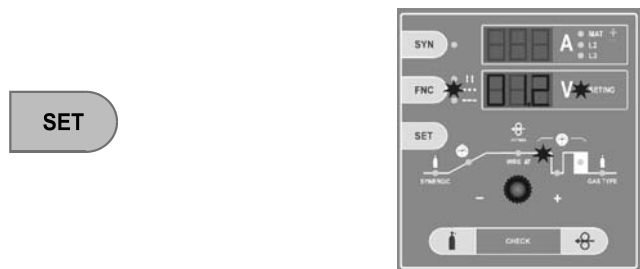 SET
SYN
A
MAT
L2
L3
FNC
01.2
V
SETING
SET
SYNERGIC
WIRE Ø
GAS TYPE
-
+
CHECK